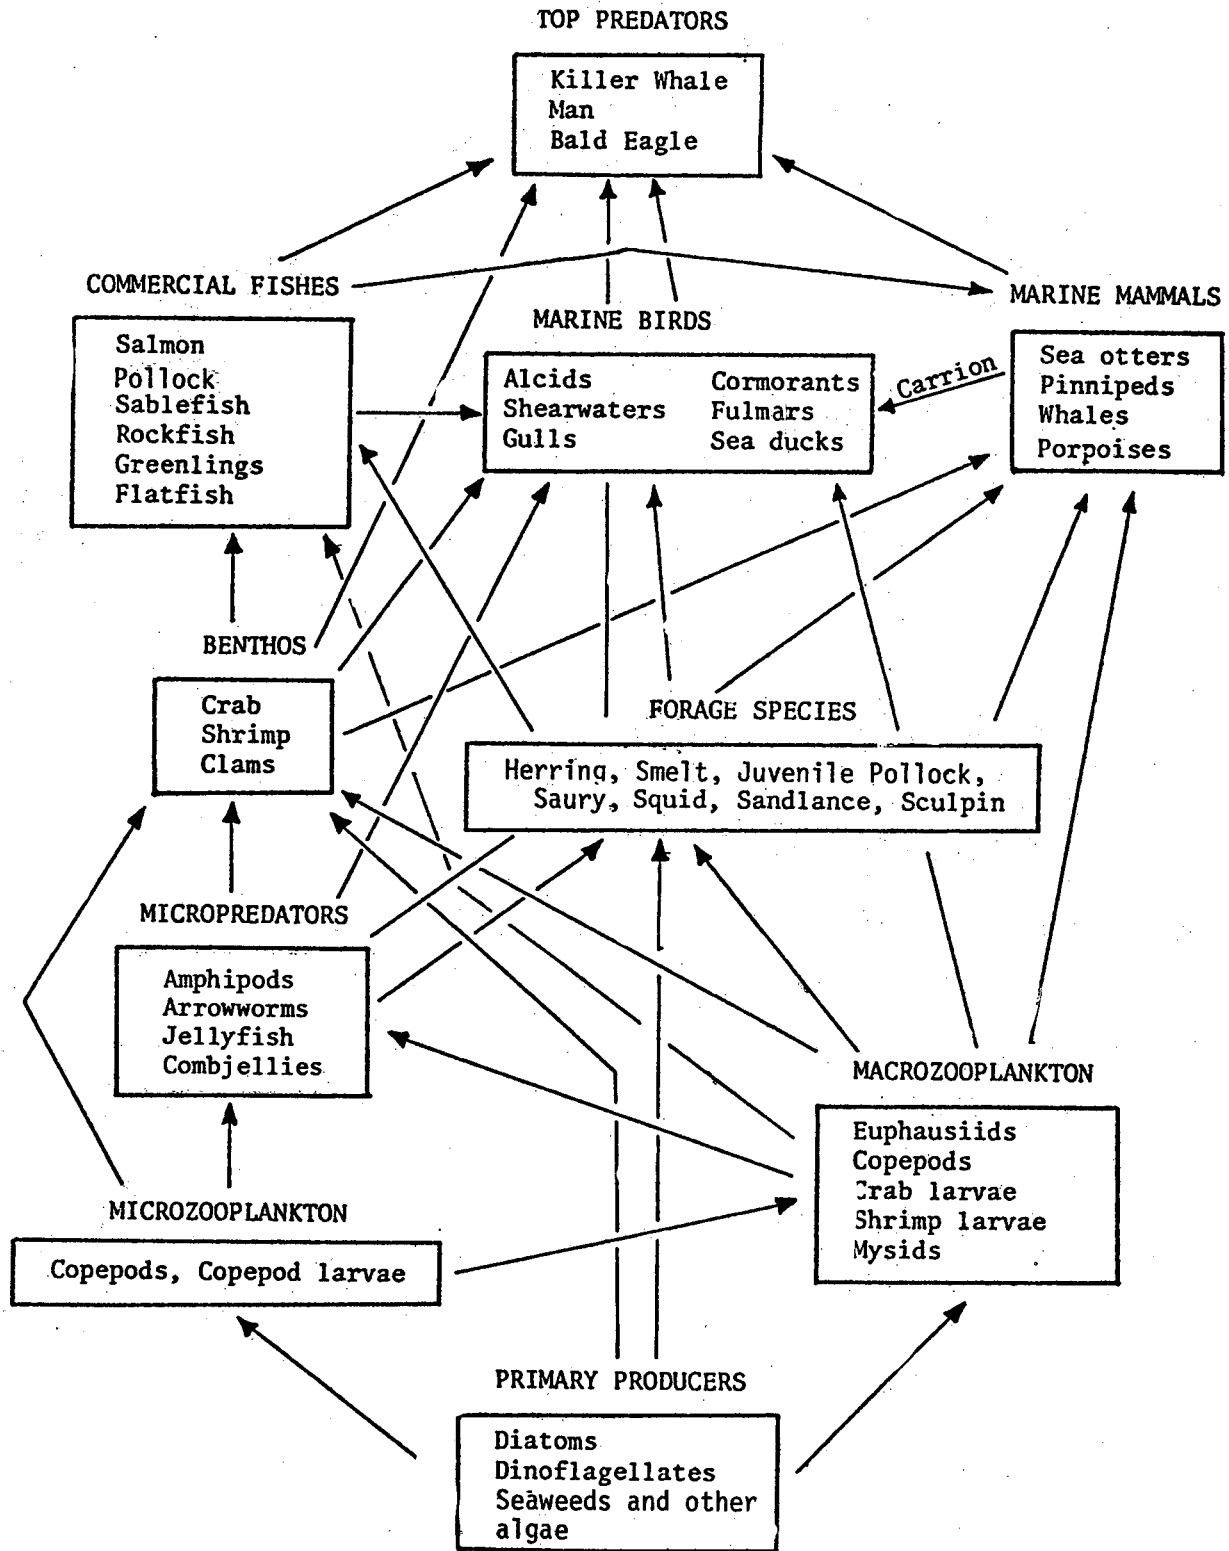 TOP PREDATORS
Killer Whale
Man
Bald Eagle
COMMERCIAL FISHES
Salmon
Pollock
Sablefish
Rockfish
Greenlings
Flatfish
MARINE BIRDS
Alcids Cormorants
Shearwaters Fulmars
Gulls Sea ducks
Carrion
MARINE MAMMALS
Sea otters
Pinnipeds
Whales
Porpoises
BENTHOS
Crab
Shrimp
Clams
FORAGE SPECIES
Herring, Smelt, Juvenile Pollock,
Saury, Squid, Sandlance, Sculpin
MICROPREDATORS
Amphipods
Arrowworms
Jellyfish
Combjellies
MACROZOOPLANKTON
Euphausiids
Copepods
Crab larvae
Shrimp larvae
Mysids
MICROZOOPLANKTON
Copepods, Copepod larvae
PRIMARY PRODUCERS
Diatoms
Dinoflagellates
Seaweeds and other
algae